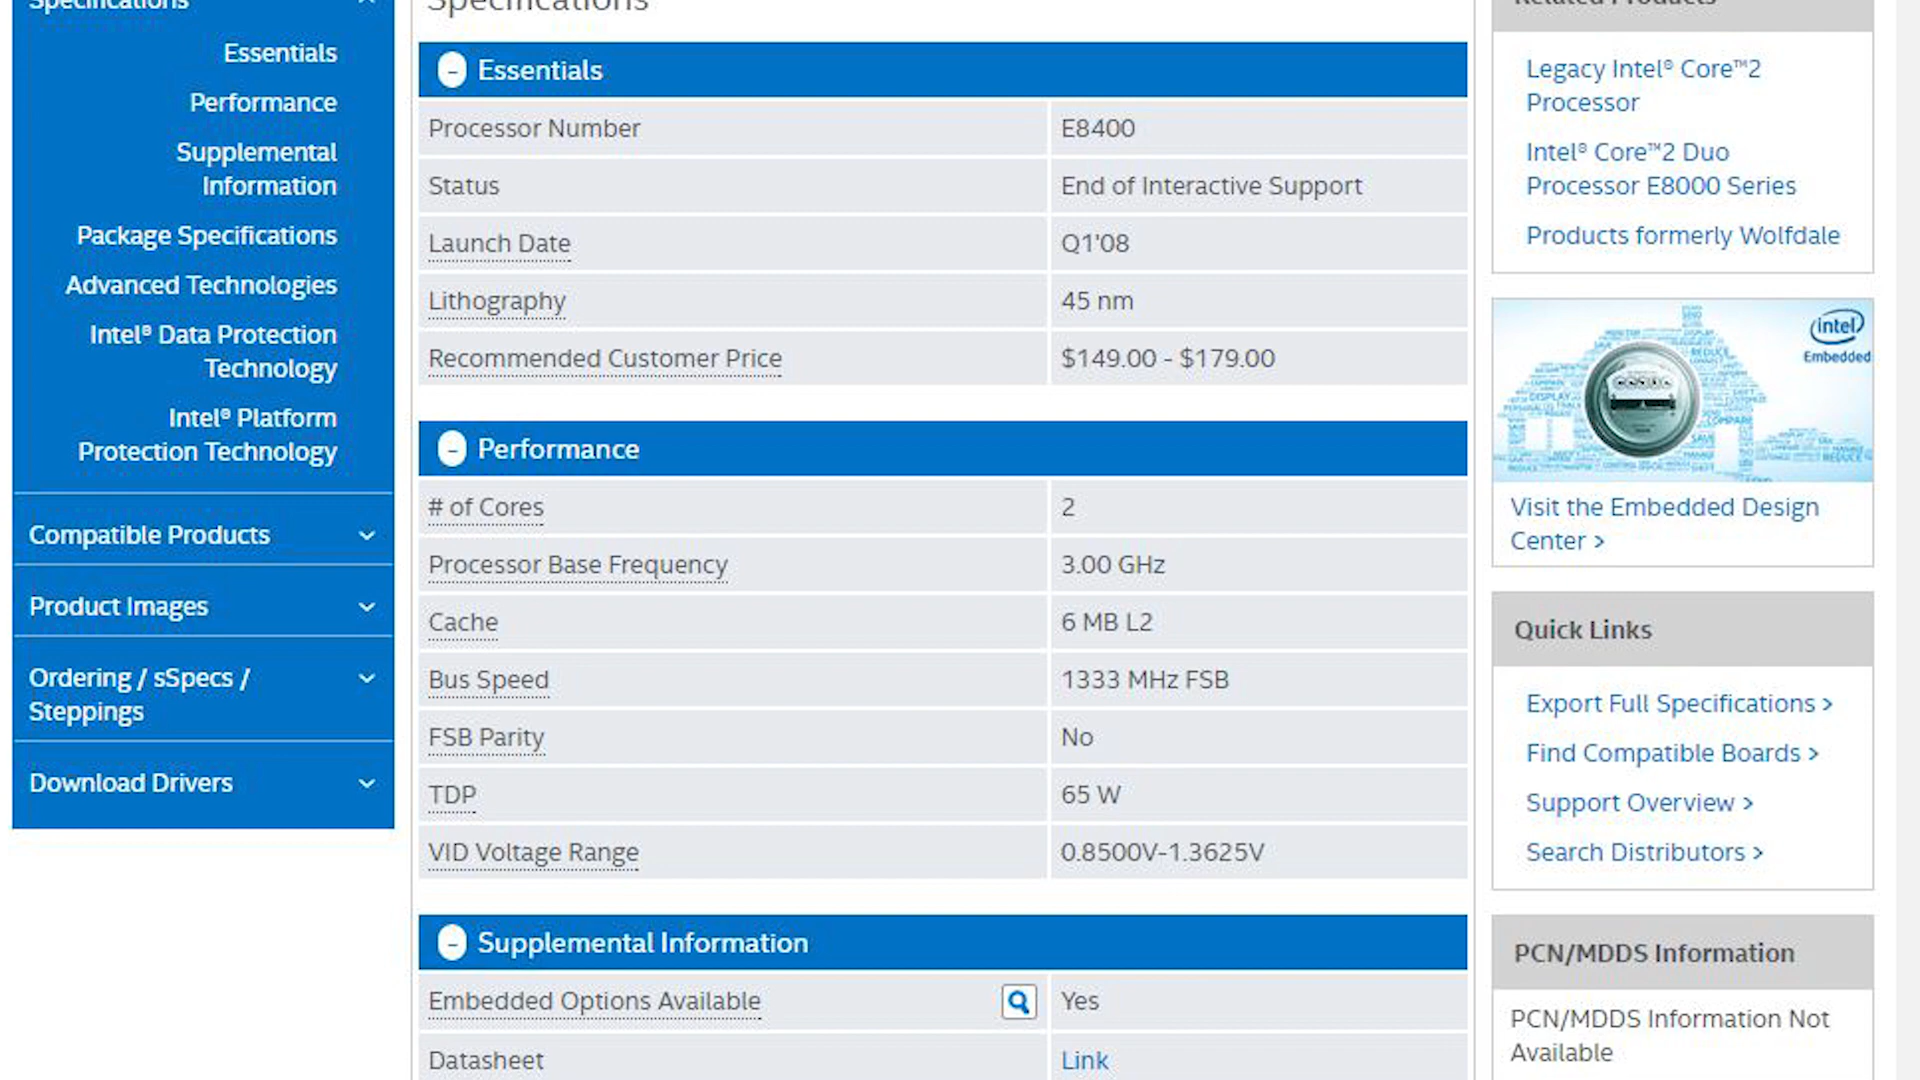 Specifications
Essentials
Performance
Supplemental
Information
Package Specifications
Advanced Technologies
Intel® Data Protection
Technology
Intel® Platform
Protection Technology
Compatible Products
Product Images
Ordering / sSpecs /
Steppings
Download Drivers
Specifications
- Essentials
Processor Number E8400
Status End of Interactive Support
Launch Date Q1'08
Lithography 45 nm
Recommended Customer Price $149.00 - $179.00
- Performance
# of Cores 2
Processor Base Frequency 3.00 GHz
Cache 6 MB L2
Bus Speed 1333 MHz FSB
FSB Parity No
TDP 65 W
VID Voltage Range 0.8500V-1.3625V
- Supplemental Information
Embedded Options Available Yes
Datasheet Link
Related Products
Legacy Intel® Core™2
Processor
Intel® Core™2 Duo
Processor E8000 Series
Products formerly Wolfdale
intel
Embedded
Visit the Embedded Design
Center >
Quick Links
Export Full Specifications >
Find Compatible Boards >
Support Overview >
Search Distributors >
PCN/MDDS Information
PCN/MDDS Information Not
Available